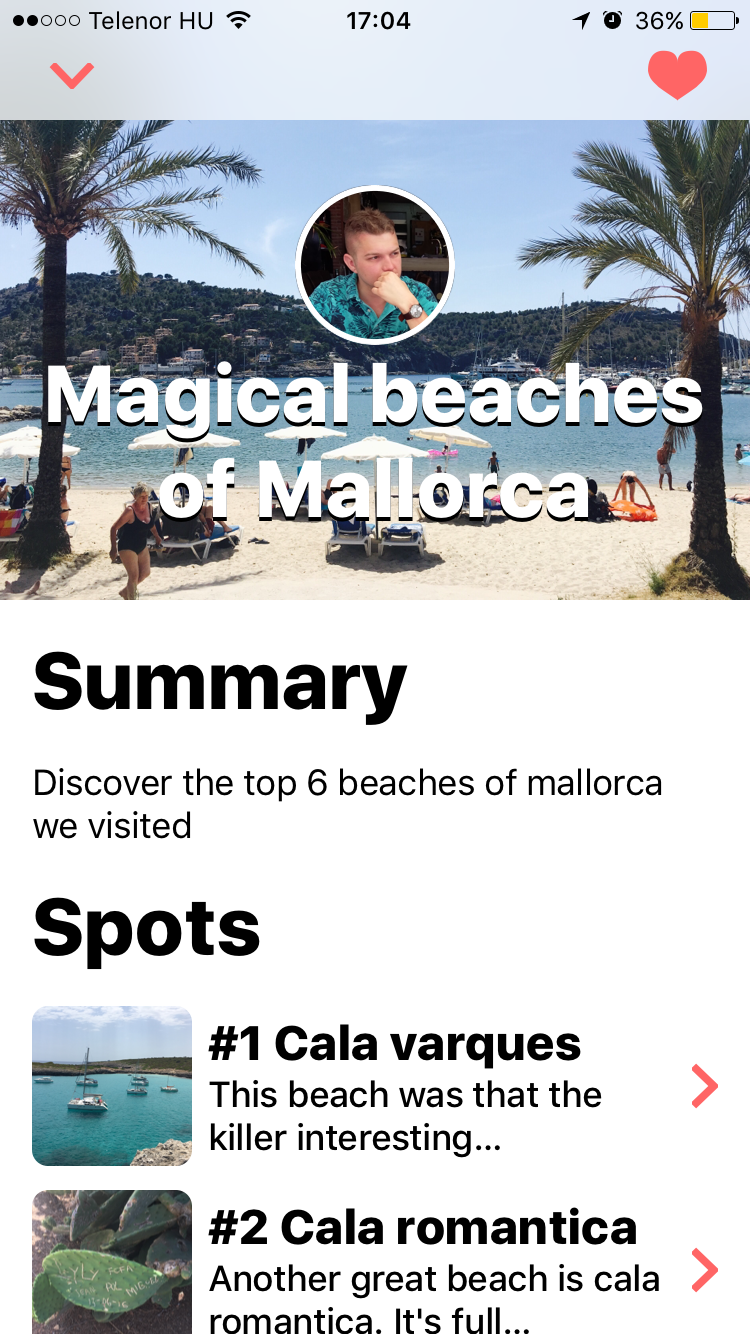 Telenor HU 17:04 36%
Magical beaches
of Mallorca
Summary
Discover the top 6 beaches of mallorca
we visited
Spots
#1 Cala varques
This beach was that the
killer interesting...
#2 Cala romantica
Another great beach is cala
romantica. It's full...